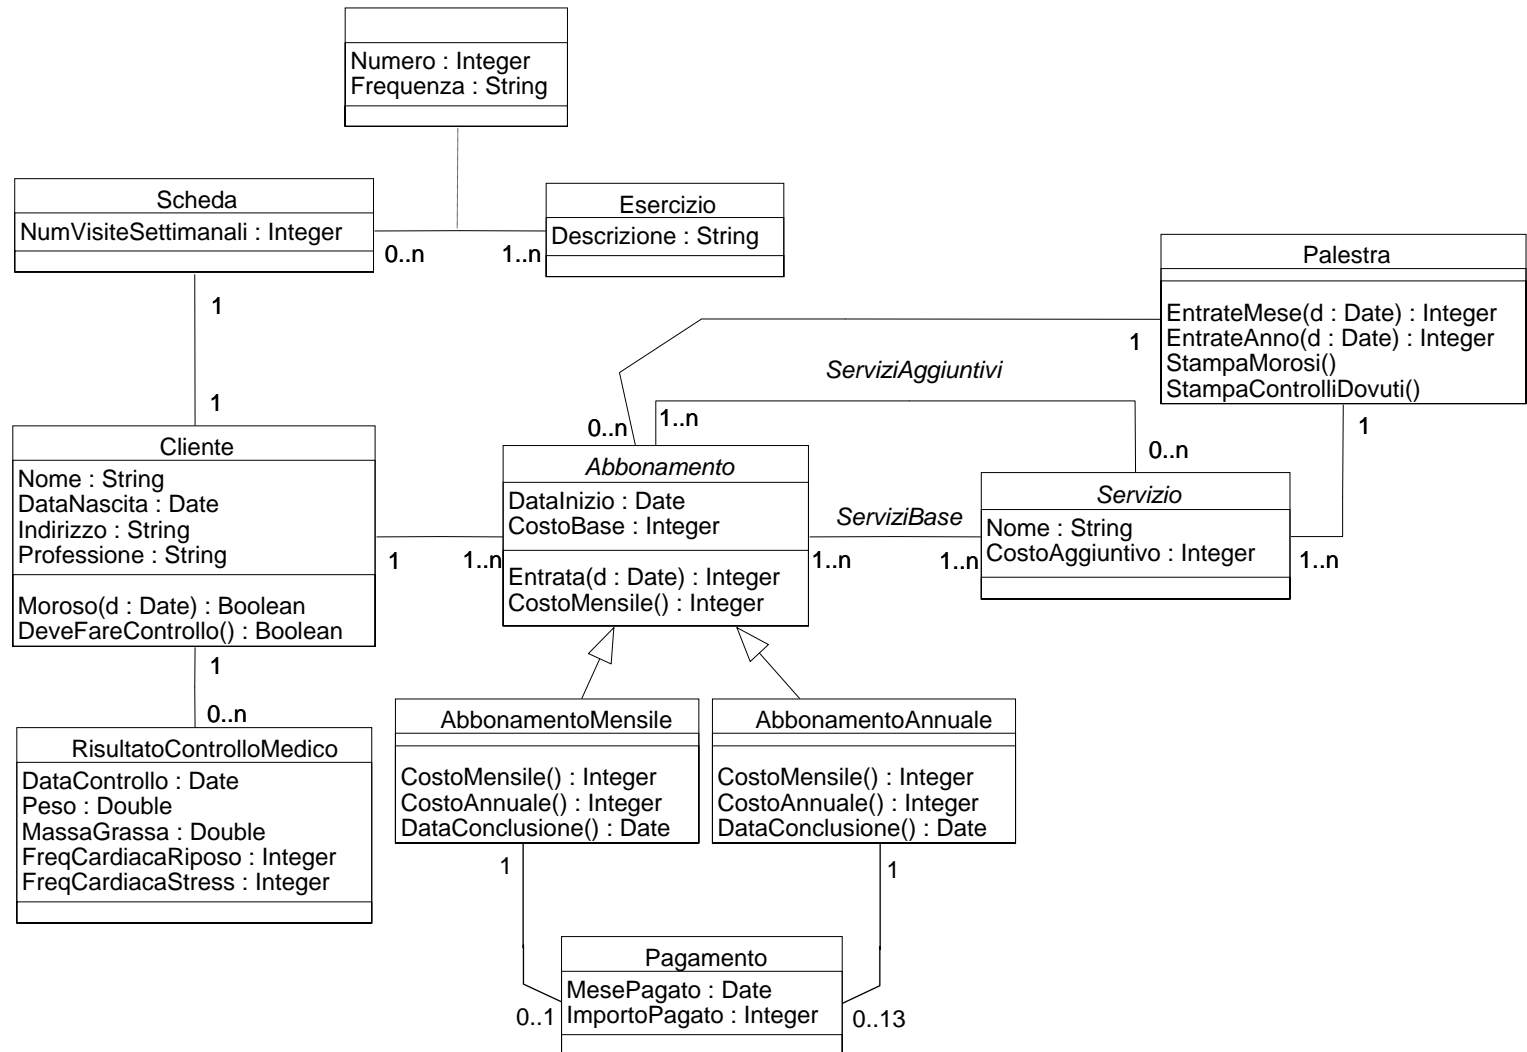 Numero : Integer
Frequenza : String
Scheda
NumVisiteSettimanali : Integer
0..n
1..n
Esercizio
Descrizione : String
Palestra
EntrateMese(d : Date) : Integer
EntrateAnno(d : Date) : Integer
StampaMorosi()
StampaControlliDovuti()
1
1
1
ServiziAggiuntivi
1
0..n
1..n
0..n
1
Cliente
Nome : String
DataNascita : Date
Indirizzo : String
Professione : String
Moroso(d : Date) : Boolean
DeveFareControllo() : Boolean
1
1..n
Abbonamento
DataInizio : Date
CostoBase : Integer
Entrata(d : Date) : Integer
CostoMensile() : Integer
ServiziBase
1..n
1..n
Servizio
Nome : String
CostoAggiuntivo : Integer
1..n
0..n
RisultatoControlloMedico
DataControllo : Date
Peso : Double
MassaGrassa : Double
FreqCardiacaRiposo : Integer
FreqCardiacaStress : Integer
AbbonamentoMensile
CostoMensile() : Integer
CostoAnnuale() : Integer
DataConclusione() : Date
AbbonamentoAnnuale
CostoMensile() : Integer
CostoAnnuale() : Integer
DataConclusione() : Date
1
1
Pagamento
MesePagato : Date
ImportoPagato : Integer
0..1
0..13